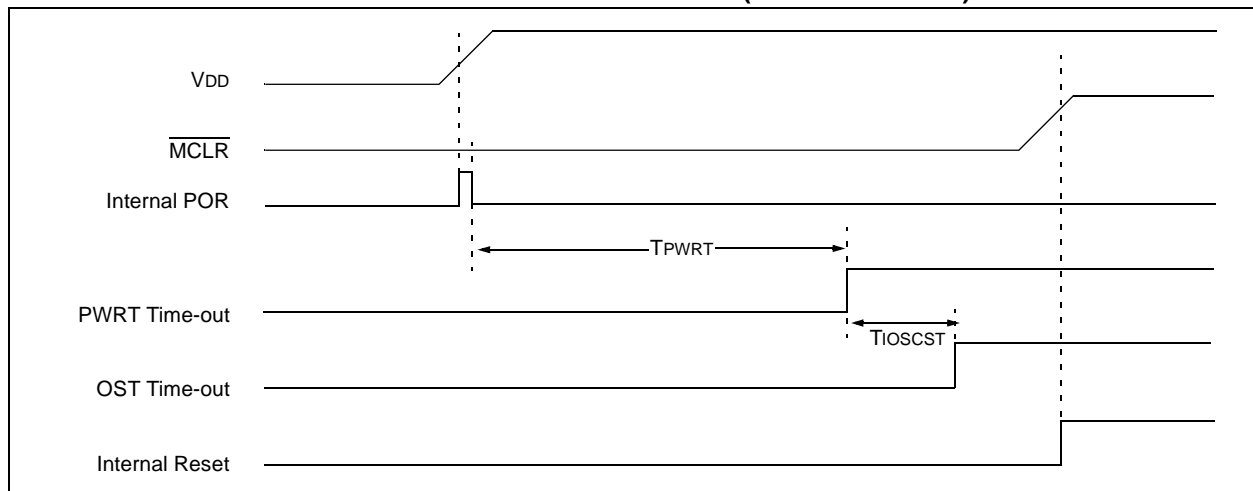 VDD
MCLR
Internal POR
TPWRT
PWRT Time-out
TIOSCST
OST Time-out
Internal Reset